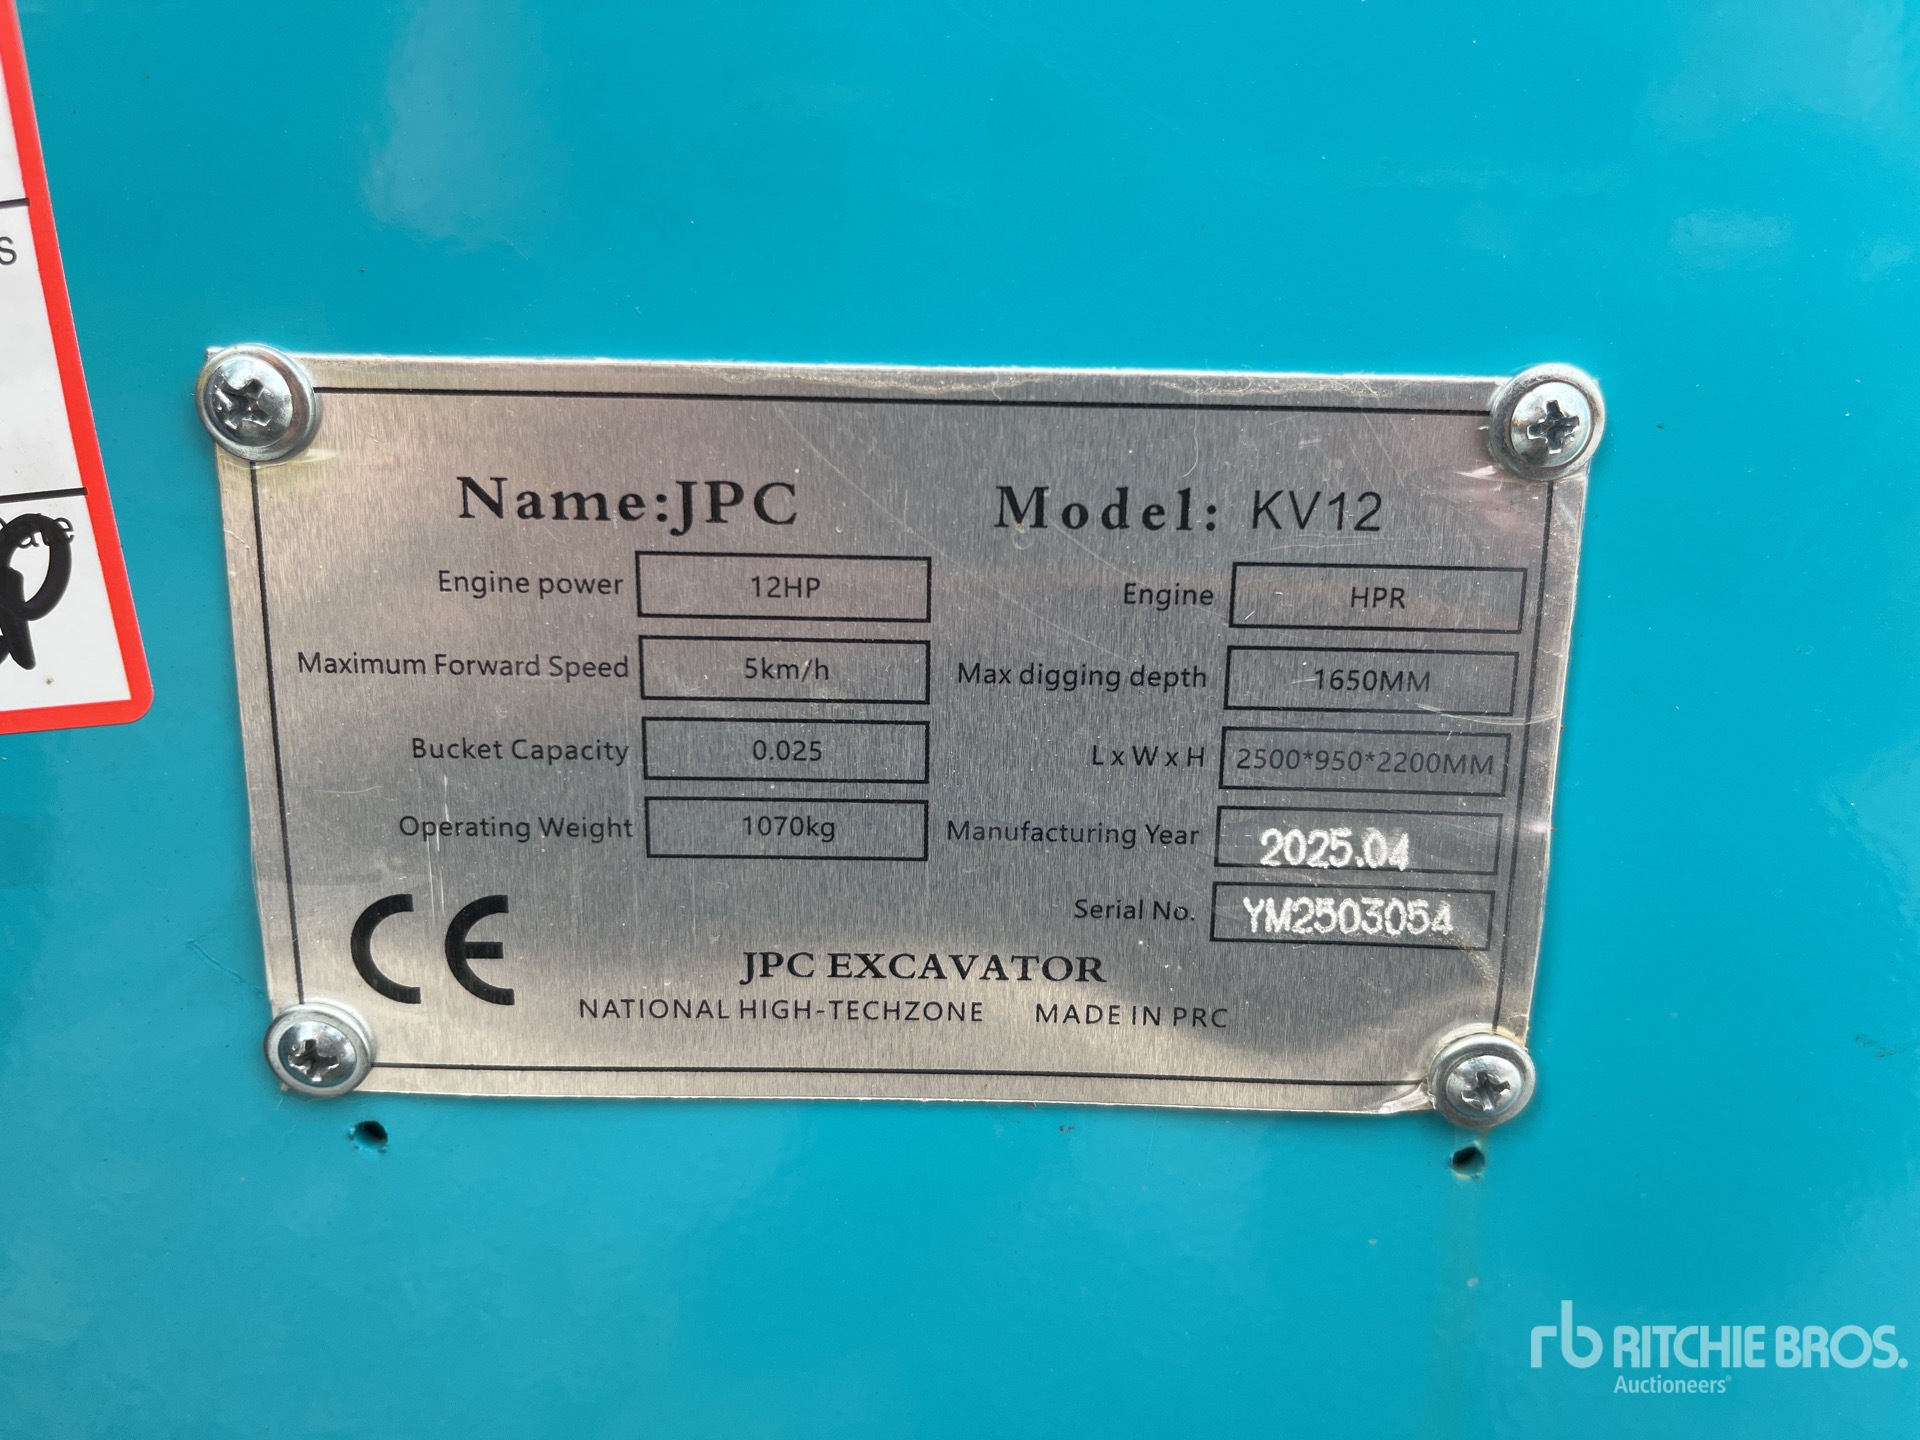 S
Date
Name:JPC Model: KV12
Engine power 12HP Engine HPR
Maximum Forward Speed 5km/h Max digging depth 1650MM
Bucket Capacity 0.025 L x W x H 2500*950*2200MM
Operating Weight 1070kg Manufacturing Year 2025.04
Serial No. YM2503054
CE
JPC EXCAVATOR
NATIONAL HIGH-TECHZONE MADE IN PRC
rb RITCHIE BROS.
Auctioneers